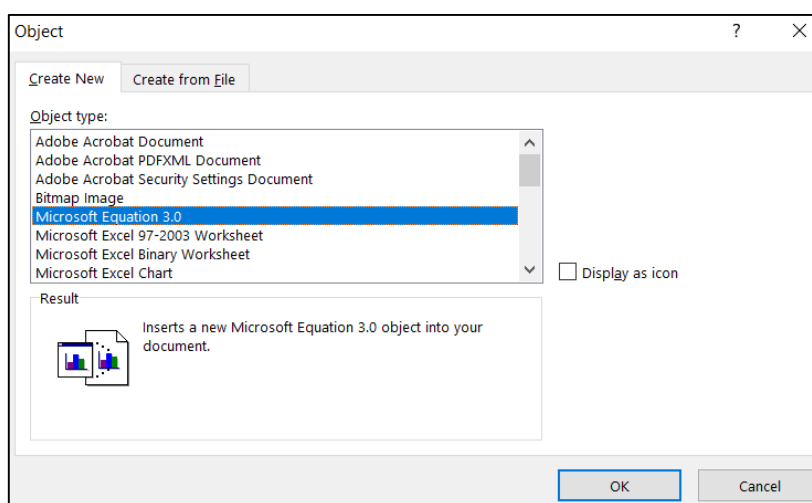 Object
?
Create New
Create from File
Object type:
Adobe Acrobat Document
Adobe Acrobat PDFXML Document
Adobe Acrobat Security Settings Document
Bitmap Image
Microsoft Equation 3.0
Microsoft Excel 97-2003 Worksheet
Microsoft Excel Binary Worksheet
Microsoft Excel Chart
Display as icon
Result
Inserts a new Microsoft Equation 3.0 object into your
document.
OK
Cancel